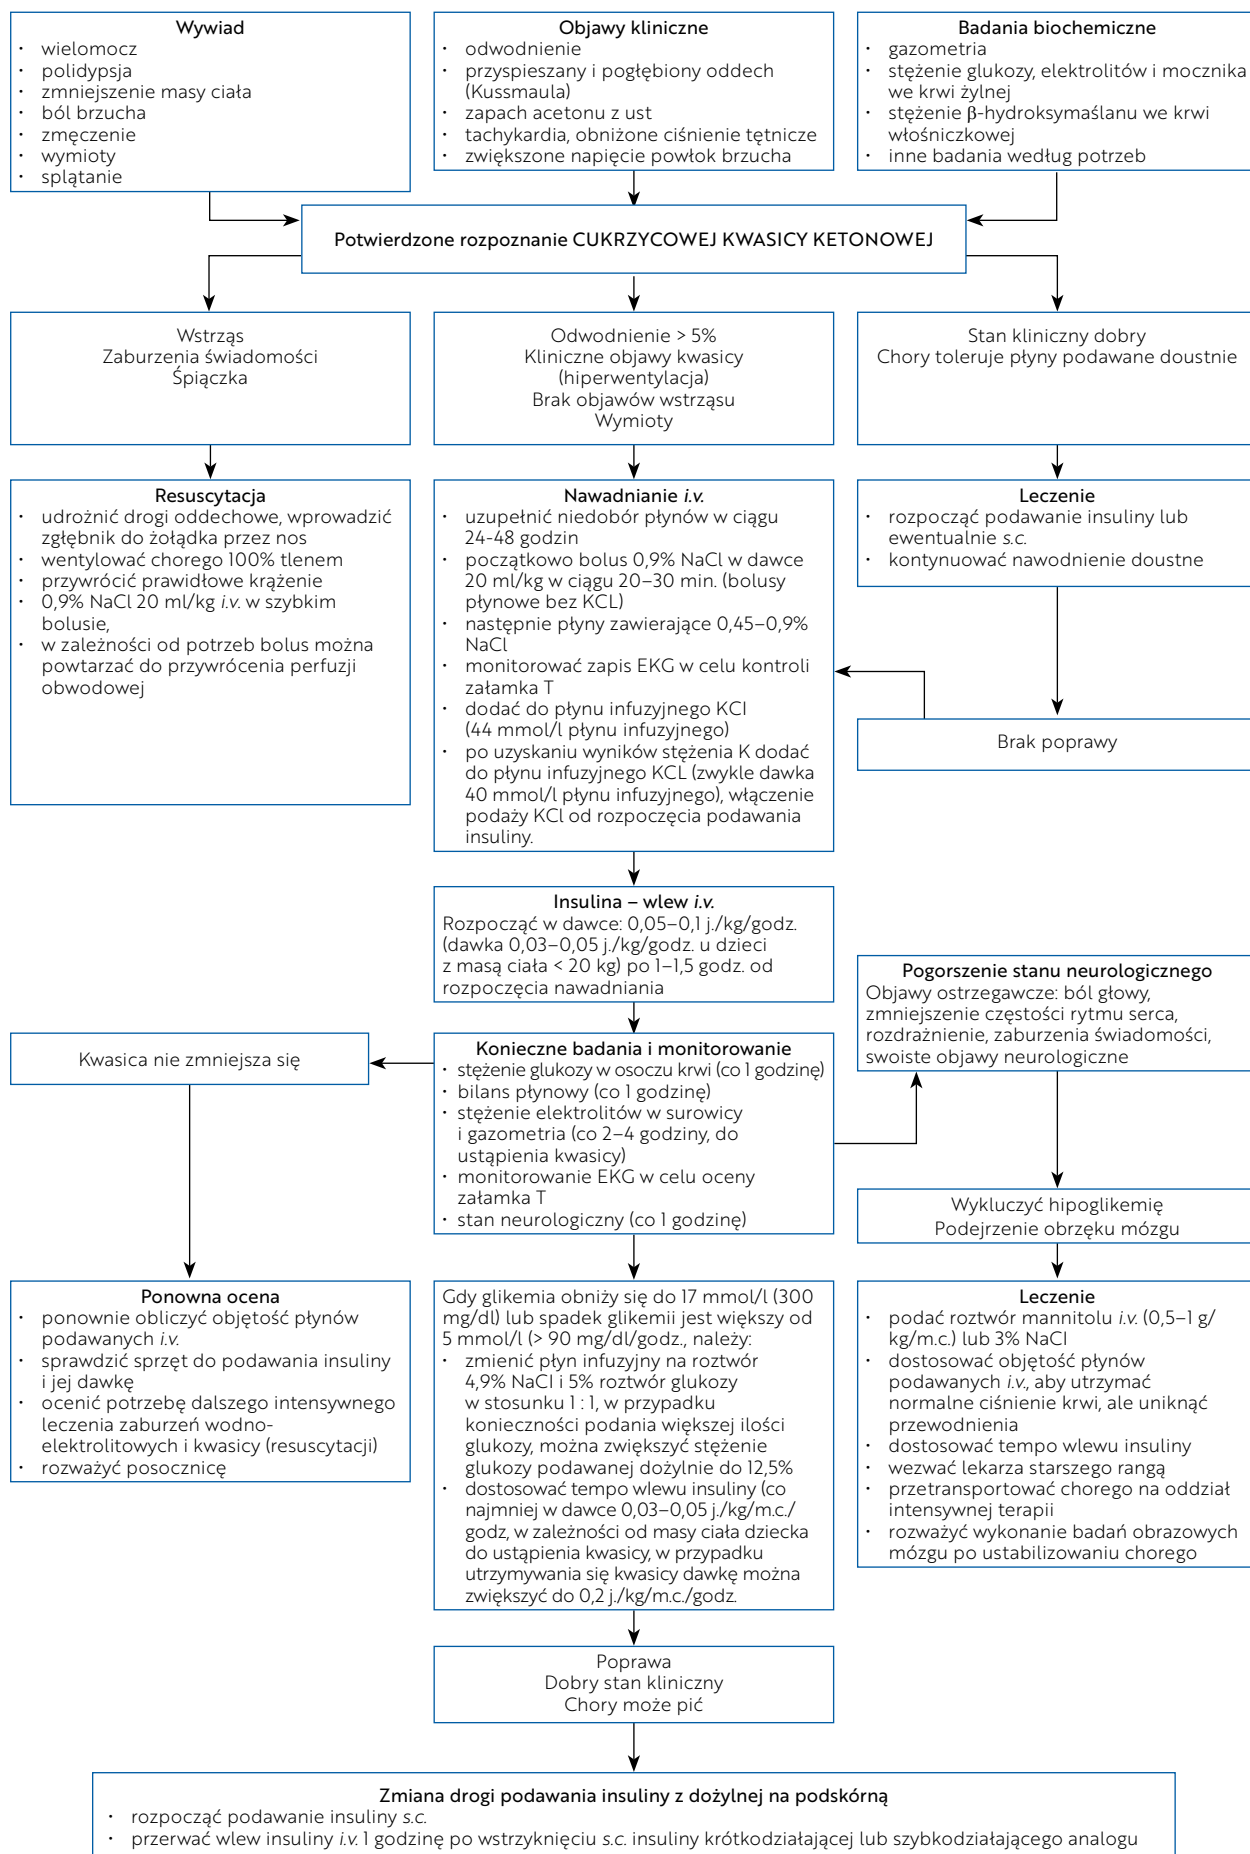 Wywiad
· wielomocz
· polidypsja
· zmniejszenie masy ciała
· ból brzucha
· zmęczenie
· wymioty
· splątanie
Objawy kliniczne
· odwodnienie
· przyspieszany i pogłębiony oddech
(Kussmaula)
· zapach acetonu z ust
· tachykardia, obniżone ciśnienie tętnicze
· zwiększone napięcie powłok brzucha
Badania biochemiczne
· gazometria
· stężenie glukozy, elektrolitów i mocznika
we krwi żylnej
· stężenie β-hydroksymaślanu we krwi
włośniczkowej
· inne badania według potrzeb
Potwierdzone rozpoznanie CUKRZYCOWEJ KWASICY KETONOWEJ
Wstrząs
Zaburzenia świadomości
Śpiączka
Odwodnienie > 5%
Kliniczne objawy kwasicy
(hiperwentylacja)
Brak objawów wstrząsu
Wymioty
Stan kliniczny dobry
Chory toleruje płyny podawane doustnie
Resuscytacja
· udrożnić drogi oddechowe, wprowadzić
zgłębnik do żołądka przez nos
· wentylować chorego 100% tlenem
· przywrócić prawidłowe krążenie
· 0,9% NaCl 20 ml/kg i.v. w szybkim
bolusie,
· w zależności od potrzeb bolus można
powtarzać do przywrócenia perfuzji
obwodowej
Nawadnianie i.v.
· uzupełnić niedobór płynów w ciągu
24-48 godzin
· początkowo bolus 0,9% NaCl w dawce
20 ml/kg w ciągu 20–30 min. (bolusy
płynowe bez KCL)
· następnie płyny zawierające 0,45–0,9%
NaCl
· monitorować zapis EKG w celu kontroli
załamka T
· dodać do płynu infuzyjnego KCl
(44 mmol/l płynu infuzyjnego)
· po uzyskaniu wyników stężenia K dodać
do płynu infuzyjnego KCL (zwykle dawka
40 mmol/l płynu infuzyjnego), włączenie
podaży KCl od rozpoczęcia podawania
insuliny.
Leczenie
· rozpocząć podawanie insuliny lub
ewentualnie s.c.
· kontynuować nawodnienie doustne
Brak poprawy
Insulina – wlew i.v.
Rozpocząć w dawce: 0,05–0,1 j./kg/godz.
(dawka 0,03–0,05 j./kg/godz. u dzieci
z masą ciała < 20 kg) po 1–1,5 godz. od
rozpoczęcia nawadniania
Pogorszenie stanu neurologicznego
Objawy ostrzegawcze: ból głowy,
zmniejszenie częstości rytmu serca,
rozdrażnienie, zaburzenia świadomości,
swoiste objawy neurologiczne
Kwasica nie zmniejsza się
Konieczne badania i monitorowanie
· stężenie glukozy w osoczu krwi (co 1 godzinę)
· bilans płynowy (co 1 godzinę)
· stężenie elektrolitów w surowicy
i gazometria (co 2–4 godziny, do
ustąpienia kwasicy)
· monitorowanie EKG w celu oceny
załamka T
· stan neurologiczny (co 1 godzinę)
Wykluczyć hipoglikemię
Podejrzenie obrzęku mózgu
Ponowna ocena
· ponownie obliczyć objętość płynów
podawanych i.v.
· sprawdzić sprzęt do podawania insuliny
i jej dawkę
· ocenić potrzebę dalszego intensywnego
leczenia zaburzeń wodno-
elektrolitowych i kwasicy (resuscytacji)
· rozważyć posocznicę
Gdy glikemia obniży się do 17 mmol/l (300
mg/dl) lub spadek glikemii jest większy od
5 mmol/l (> 90 mg/dl/godz., należy:
· zmienić płyn infuzyjny na roztwór
4,9% NaCl i 5% roztwór glukozy
w stosunku 1 : 1, w przypadku
konieczności podania większej ilości
glukozy, można zwiększyć stężenie
glukozy podawanej dożylnie do 12,5%
· dostosować tempo wlewu insuliny (co
najmniej w dawce 0,03–0,05 j./kg/m.c./
godz, w zależności od masy ciała dziecka
do ustąpienia kwasicy, w przypadku
utrzymywania się kwasicy dawkę można
zwiększyć do 0,2 j./kg/m.c./godz.
Leczenie
· podać roztwór mannitolu i.v. (0,5–1 g/
kg/m.c.) lub 3% NaCl
· dostosować objętość płynów
podawanych i.v., aby utrzymać
normalne ciśnienie krwi, ale uniknąć
przewodnienia
· dostosować tempo wlewu insuliny
· wezwać lekarza starszego rangą
· przetransportować chorego na oddział
intensywnej terapii
· rozważyć wykonanie badań obrazowych
mózgu po ustabilizowaniu chorego
Poprawa
Dobry stan kliniczny
Chory może pić
Zmiana drogi podawania insuliny z dożylnej na podskórną
· rozpocząć podawanie insuliny s.c.
· przerwać wlew insuliny i.v. 1 godzinę po wstrzyknięciu s.c. insuliny krótkodziałającej lub szybkodziałającego analogu